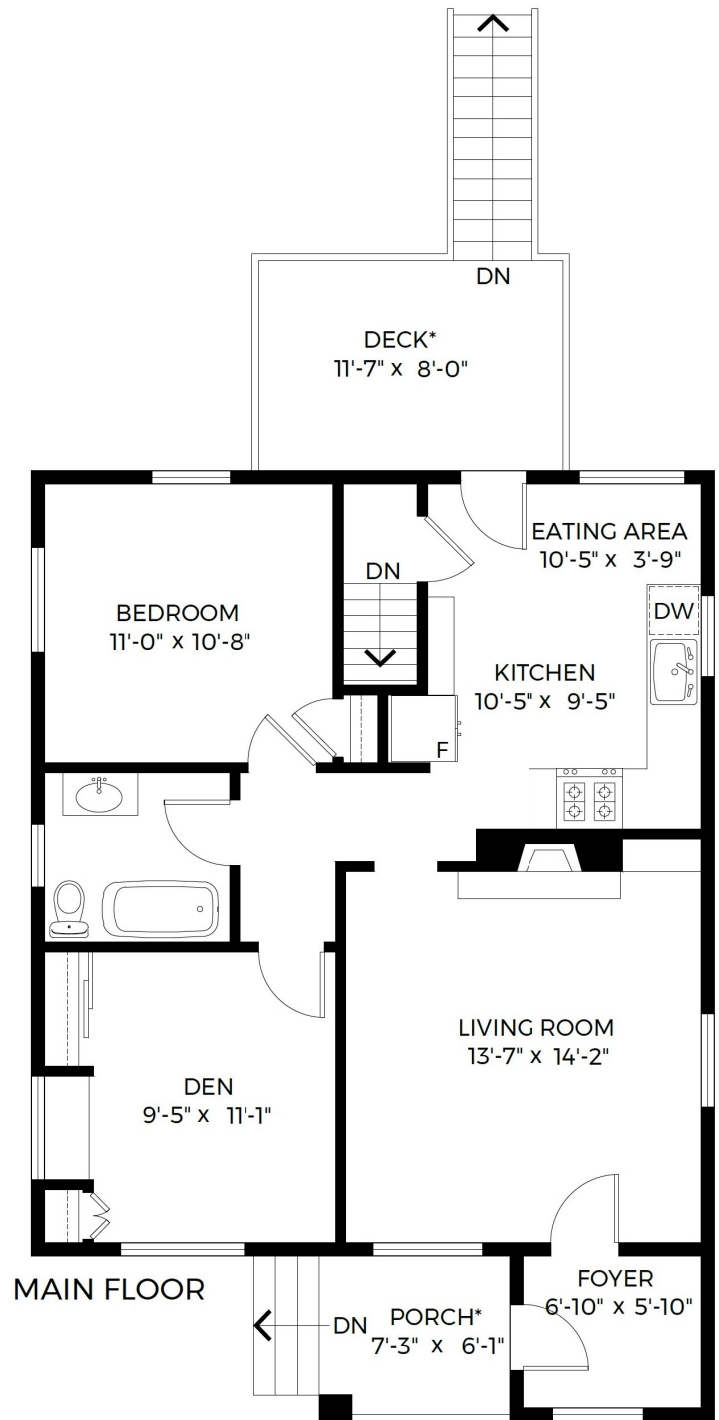 DN
DECK*
11'-7" x 8'-0"
EATING AREA
10'-5" x 3'-9"
DN
DW
BEDROOM
11'-0" x 10'-8"
KITCHEN
10'-5" x 9'-5"
F
LIVING ROOM
13'-7" x 14'-2"
DEN
9'-5" x 11'-1"
MAIN FLOOR
FOYER
6'-10" x 5'-10"
DN
PORCH*
7'-3" x 6'-1"